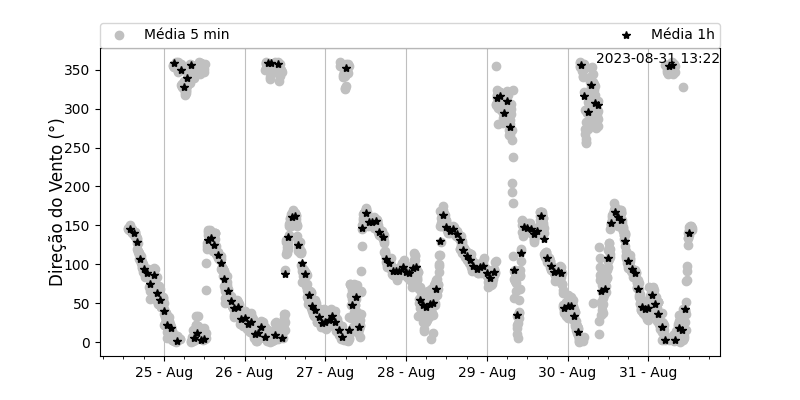 Média 5 min
Média 1h
2023-08-31 13:22
Direção do Vento (°)
350
300
250
200
150
100
50
0
25 - Aug
26 - Aug
27 - Aug
28 - Aug
29 - Aug
30 - Aug
31 - Aug